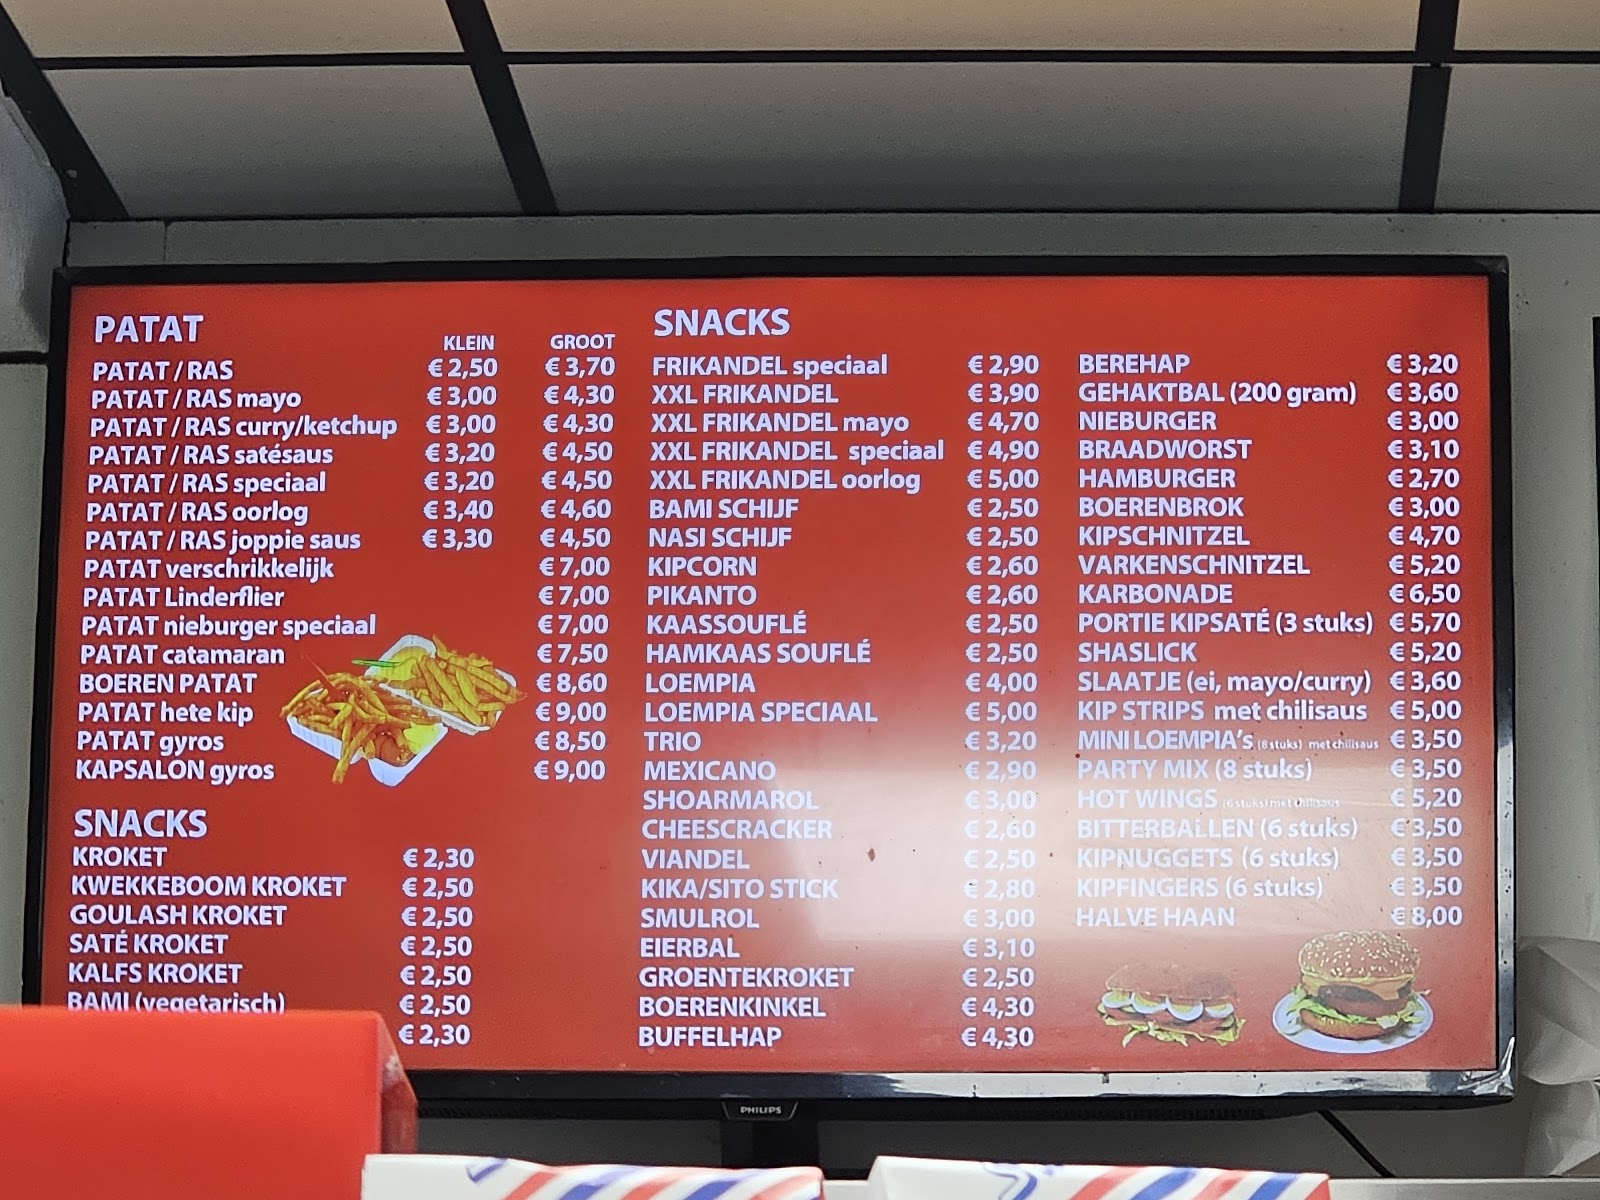 PATAT
KLEIN GROOT
PATAT / RAS € 2,50 € 3,70
PATAT / RAS mayo € 3,00 € 4,30
PATAT / RAS curry/ketchup € 3,00 € 4,30
PATAT / RAS satésaus € 3,20 € 4,50
PATAT / RAS speciaal € 3,20 € 4,50
PATAT / RAS oorlog € 3,40 € 4,60
PATAT / RAS joppie saus € 3,30 € 4,50
PATAT verschrikkelijk € 7,00
PATAT Linderflier € 7,00
PATAT nieburger speciaal € 7,00
PATAT catamaran € 7,50
BOEREN PATAT € 8,60
PATAT hete kip € 9,00
PATAT gyros € 8,50
KAPSALON gyros € 9,00
SNACKS
KROKET € 2,30
KWEKKEBOOM KROKET € 2,50
GOULASH KROKET € 2,50
SATÉ KROKET € 2,50
KALFS KROKET € 2,50
BAMI (vegetarisch) € 2,50
€ 2,30
SNACKS
FRIKANDEL speciaal € 2,90
XXL FRIKANDEL € 3,90
XXL FRIKANDEL mayo € 4,70
XXL FRIKANDEL speciaal € 4,90
XXL FRIKANDEL oorlog € 5,00
BAMI SCHIJF € 2,50
NASI SCHIJF € 2,50
KIPCORN € 2,60
PIKANTO € 2,60
KAASSOUFLÉ € 2,50
HAMKAAS SOUFLÉ € 2,50
LOEMPIA € 4,00
LOEMPIA SPECIAAL € 5,00
TRIO € 3,20
MEXICANO € 2,90
SHOARMAROL € 3,00
CHEESCRACKER € 2,60
VIANDEL € 2,50
KIKA/SITO STICK € 2,80
SMULROL € 3,00
EIERBAL € 3,10
GROENTEKROKET € 2,50
BOERENKINKEL € 4,30
BUFFELHAP € 4,30
BEREHAP € 3,20
GEHAKTBAL (200 gram) € 3,60
NIEBURGER € 3,00
BRAADWORST € 3,10
HAMBURGER € 2,70
BOERENBROK € 3,00
KIPSCHNITZEL € 4,70
VARKENSCHNITZEL € 5,20
KARBONADE € 6,50
PORTIE KIPSATÉ (3 stuks) € 5,70
SHASLICK € 5,20
SLAATJE (ei, mayo/curry) € 3,60
KIP STRIPS met chilisaus € 5,00
MINI LOEMPIA's (8 stuks) met chilisaus € 3,50
PARTY MIX (8 stuks) € 3,50
HOT WINGS (6 stuks) met chilisaus € 5,20
BITTERBALLEN (6 stuks) € 3,50
KIPNUGGETS (6 stuks) € 3,50
KIPFINGERS (6 stuks) € 3,50
HALVE HAAN € 8,00
PHILIPS